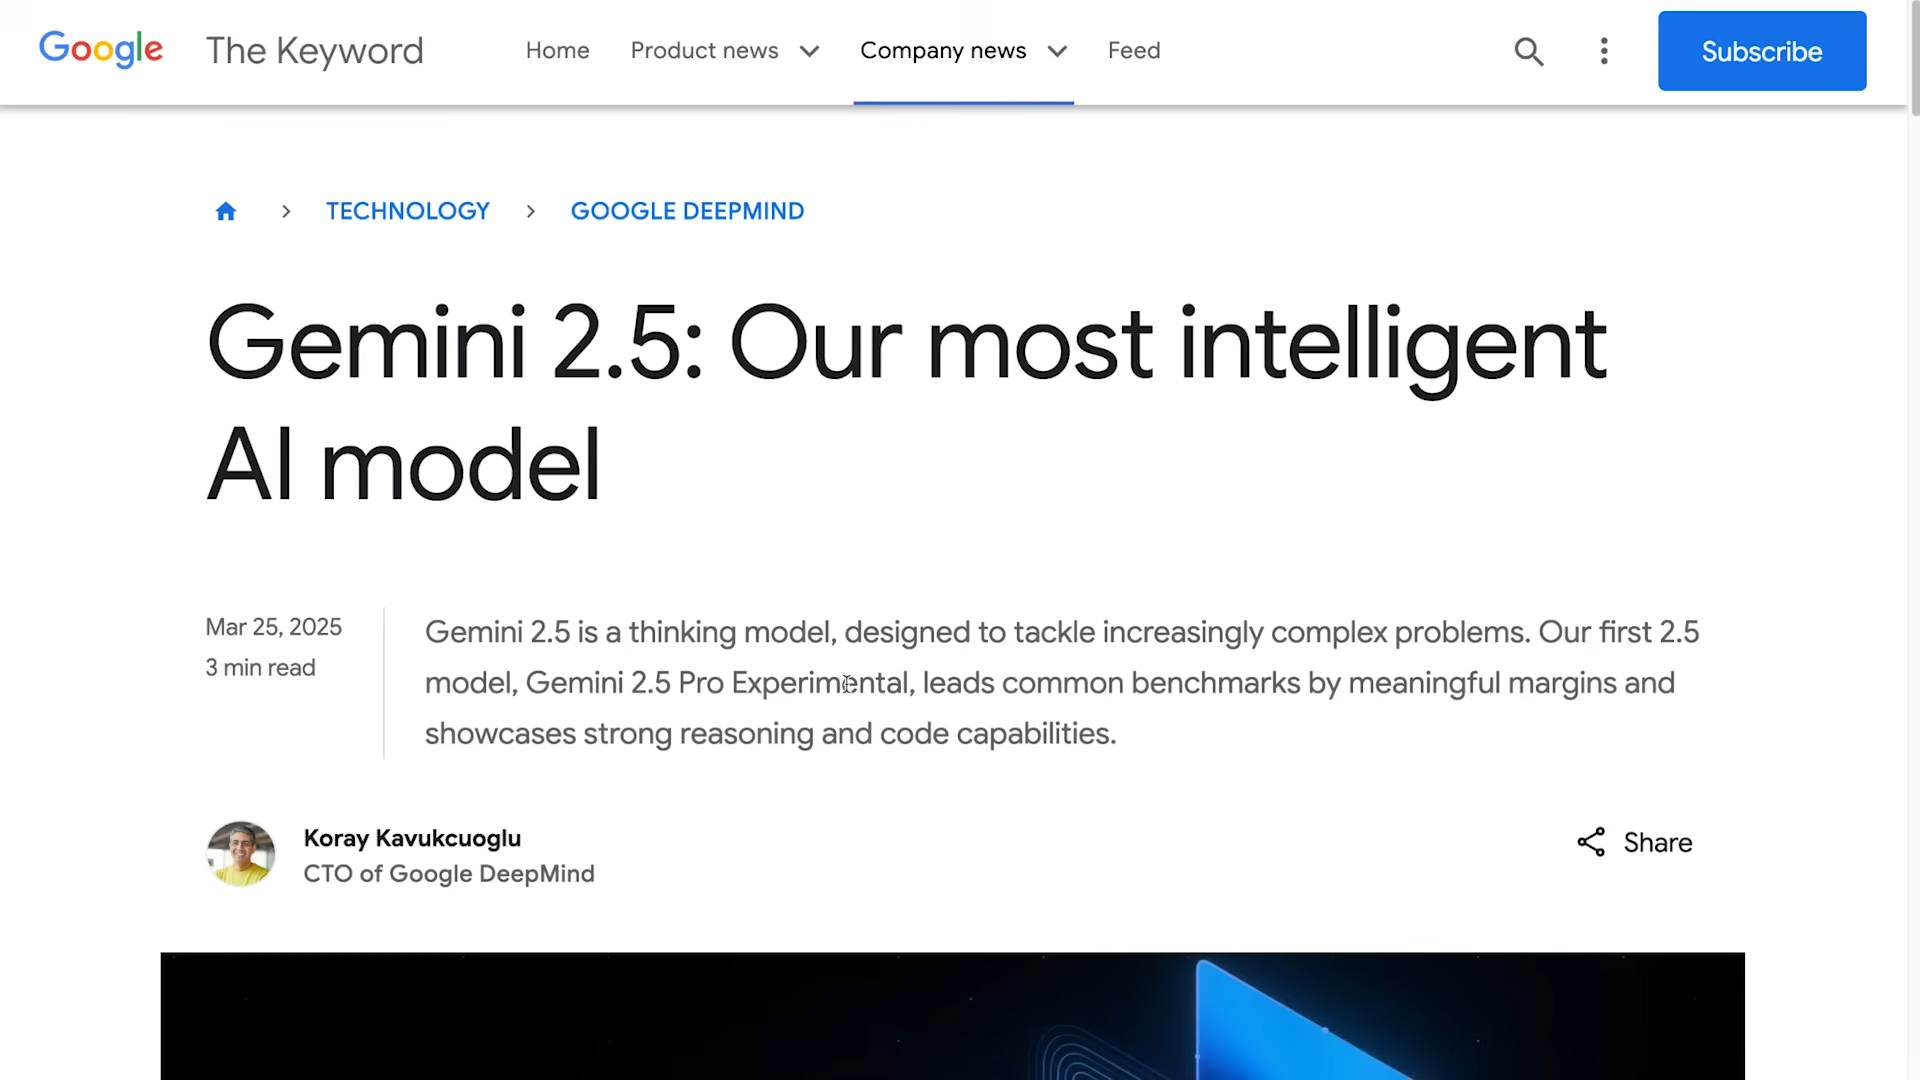 Google The Keyword Home Product news Company news Feed Subscribe
TECHNOLOGY > GOOGLE DEEPMIND
Gemini 2.5: Our most intelligent
AI model
Mar 25, 2025
3 min read
Gemini 2.5 is a thinking model, designed to tackle increasingly complex problems. Our first 2.5
model, Gemini 2.5 Pro Experimental, leads common benchmarks by meaningful margins and
showcases strong reasoning and code capabilities.
Koray Kavukcuoglu
CTO of Google DeepMind
Share